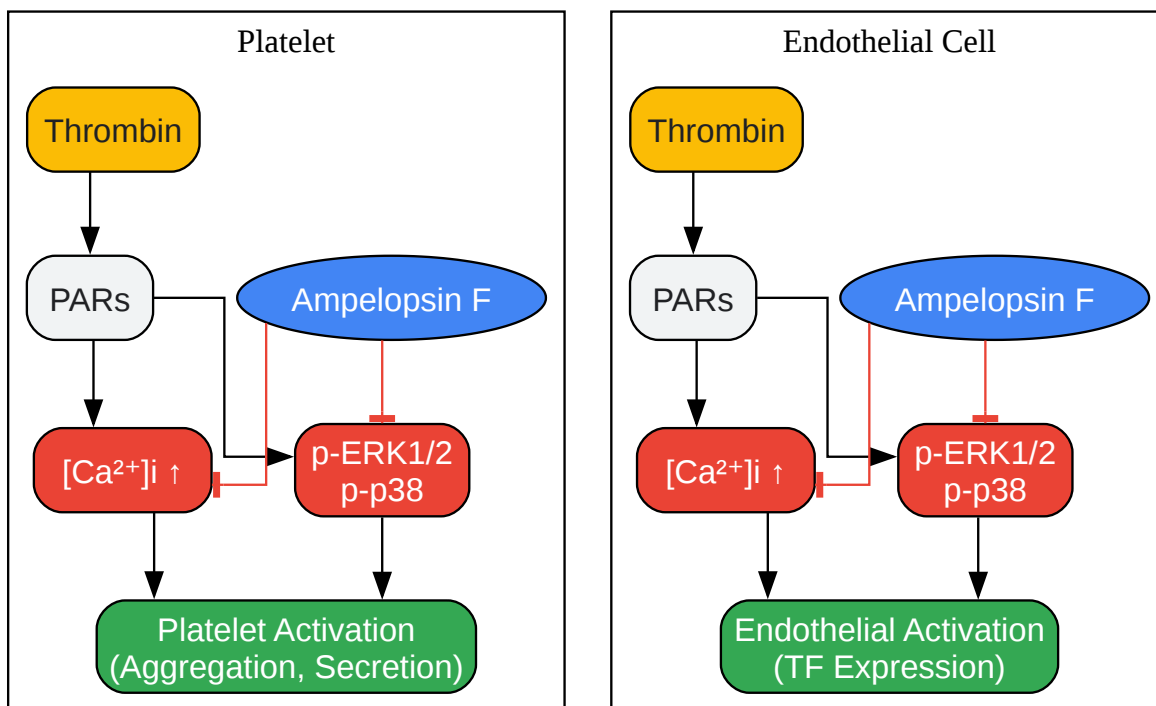 Platelet
Thrombin
PARs
Ampelopsin F
[Ca²⁺]i ↑
p-ERK1/2
p-p38
Platelet Activation
(Aggregation, Secretion)
Endothelial Cell
Thrombin
PARs
Ampelopsin F
[Ca²⁺]i ↑
p-ERK1/2
p-p38
Endothelial Activation
(TF Expression)